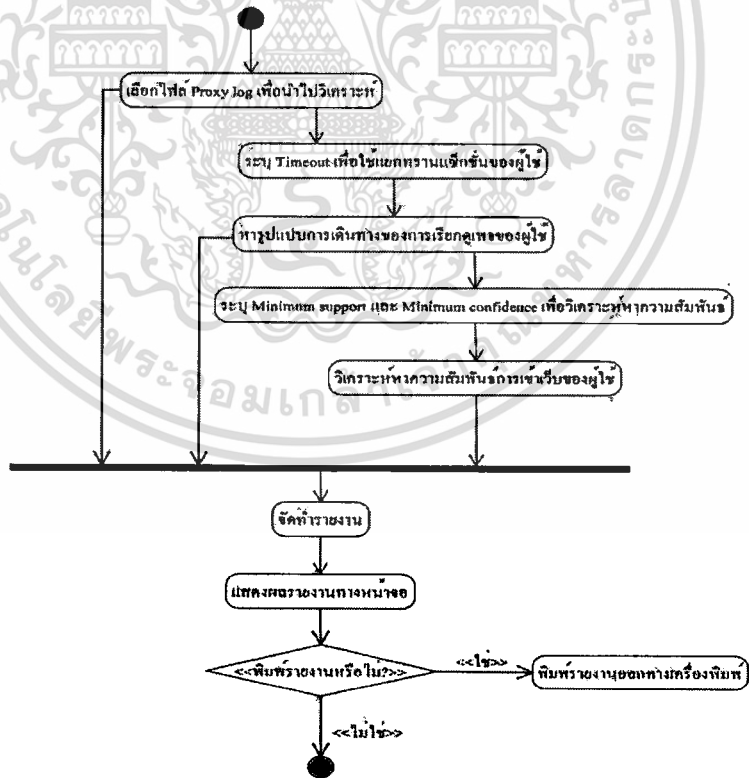 เลือกไฟล์ Proxy log เพื่อนำไปวิเคราะห์
ระบุ Timeout เพื่อใช้แยกทรานแซ็กชั่นของผู้ใช้
หารูปแบบการเดินทางของการเรียกดูเพจของผู้ใช้
ระบุ Minimum support และ Minimum confidence เพื่อวิเคราะห์หาความสัมพันธ์
วิเคราะห์หาความสัมพันธ์การเข้าเว็บของผู้ใช้
จัดทำรายงาน
แสดงผลรายงานทางหน้าจอ
<<พิมพ์รายงานหรือไม่?>>
<<ใช่>>
พิมพ์รายงานออกทางเครื่องพิมพ์
<<ไม่ใช่>>